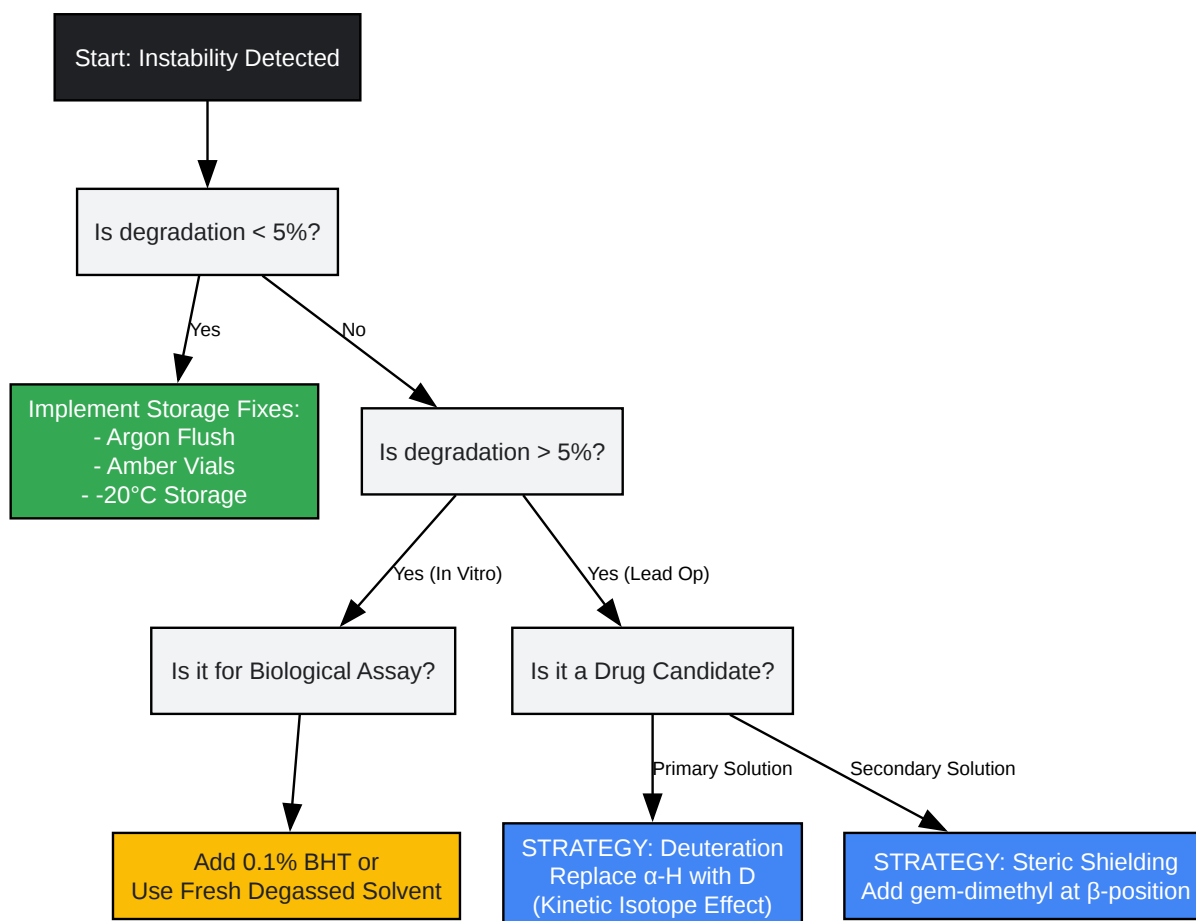 Start: Instability Detected
Is degradation < 5%?
Yes
No
Implement Storage Fixes:
- Argon Flush
- Amber Vials
- -20°C Storage
Is degradation > 5%?
Yes (In Vitro)
Yes (Lead Op)
Is it for Biological Assay?
Is it a Drug Candidate?
Primary Solution
Secondary Solution
Add 0.1% BHT or
Use Fresh Degassed Solvent
STRATEGY: Deuteration
Replace α-H with D
(Kinetic Isotope Effect)
STRATEGY: Steric Shielding
Add gem-dimethyl at β-position